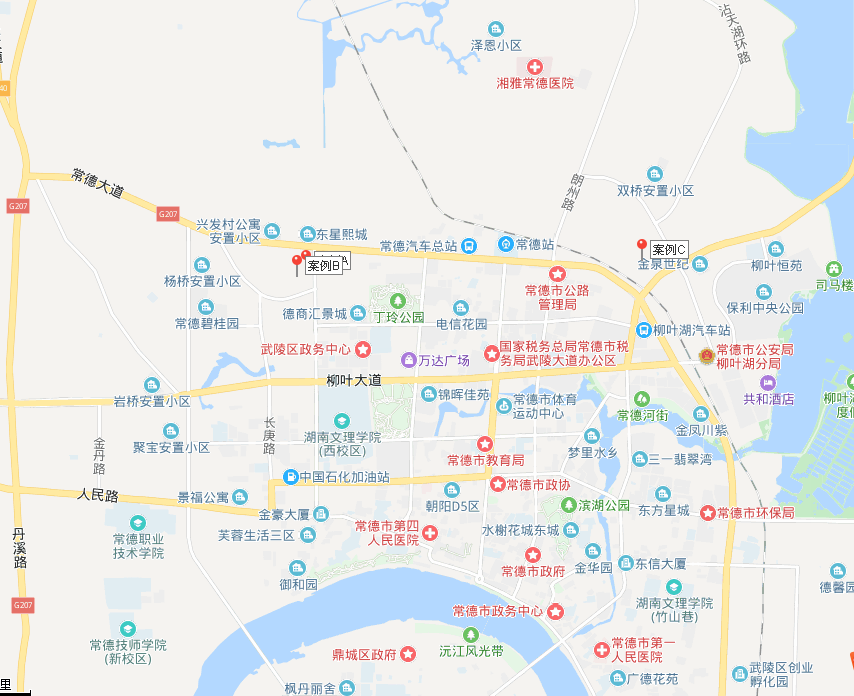 沾天湖环路
泽恩小区
湘雅常德医院
40
常德大道
朗州路
双桥安置小区
G207
G207
兴发村公寓
安置小区
东星熙城
常德汽车总站
常德站
案例C
金泉世纪
柳叶恒苑
司马楼
案例B
A
杨桥安置小区
常德市公路
管理局
保利中央公园
常德碧桂园
德商汇景城
丁玲公园
电信花园
柳叶湖汽车站
武陵区政务中心
万达广场
国家税务总局常德市税
务局武陵大道办公区
常德市公安局
柳叶湖分局
柳叶大道
岩桥安置小区
锦晖佳苑
常德市体育
运动中心
常德河街
共和酒店
柳叶湖
度假
金凤川紫
长庚路
湖南文理学院
(西校区)
金丹路
聚宝安置小区
梦里水乡
常德市教育局
三一翡翠湾
中国石化加油站
常德市政协
人民路
景福公寓
朝阳D5区
滨湖公园
东方星城
常德市环保局
金豪大厦
常德职业
技术学院
芙蓉生活三区
常德市第四
人民医院
水榭花城东城
丹溪路
金华园
东信大厦
常德市政府
御和园
德馨园
湖南文理学院
(竹山巷)
G207
常德市政务中心
常德技师学院
(新校区)
沅江风光带
常德市第一
人民医院
鼎城区政府
武陵区创业
孵化园
广德花苑
里
枫丹丽舍